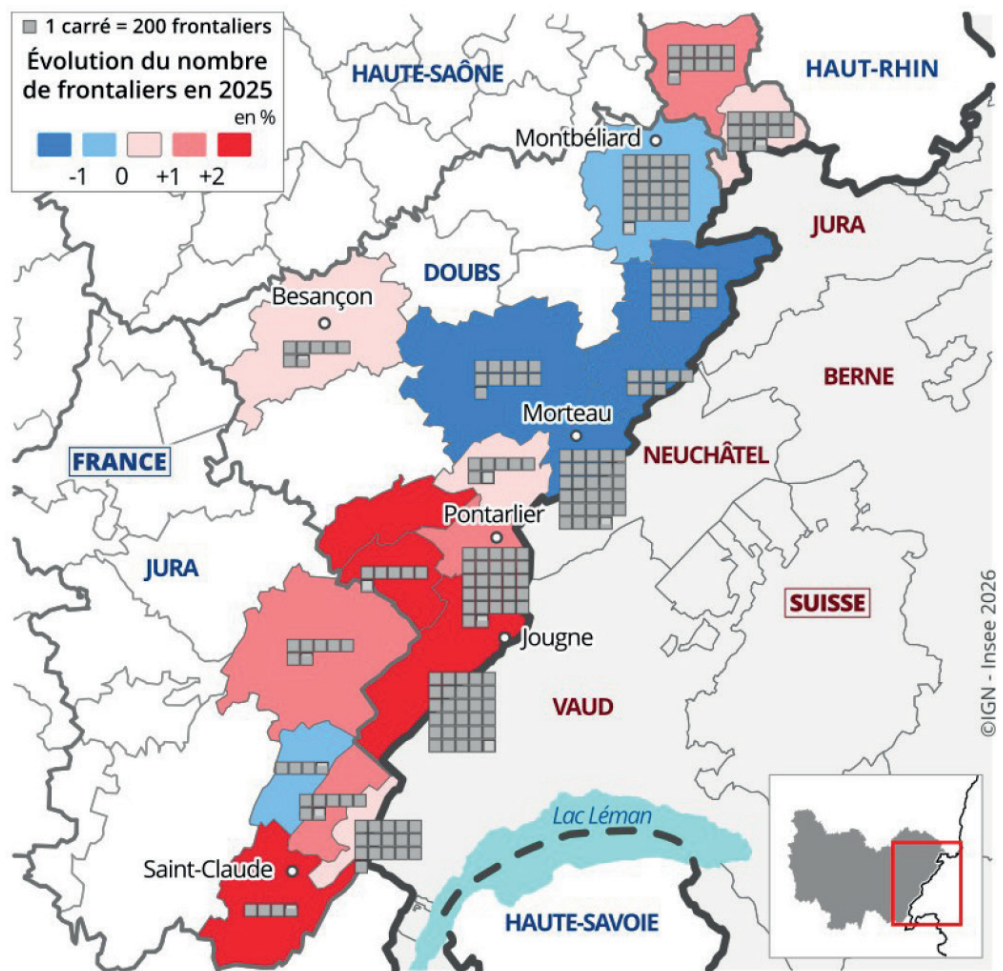 1 carré = 200 frontaliers
Évolution du nombre
de frontaliers en 2025
en %
-1 0 +1 +2
HAUTE-SAÔNE
HAUT-RHIN
Montbéliard
JURA
DOUBS
Besançon
BERNE
Morteau
FRANCE
NEUCHÂTEL
Pontarlier
JURA
SUISSE
Jougne
VAUD
©IGN - Insee 2026
Lac Léman
Saint-Claude
HAUTE-SAVOIE